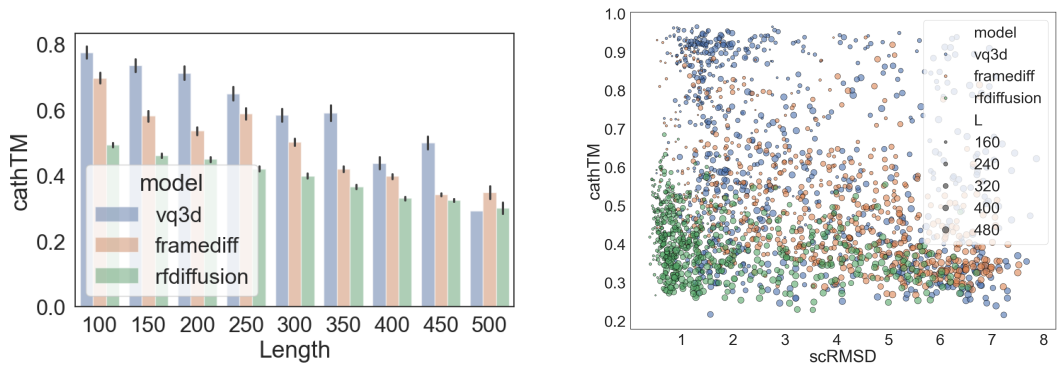 0.8
0.6
0.4
0.2
0.0
cathTM
model
vq3d
framediff
rfdiffusion
100 150 200 250 300 350 400 450 500
Length
1.0
0.9
0.8
0.7
0.6
0.5
0.4
0.3
0.2
cathTM
model
vq3d
framediff
rfdiffusion
L
160
240
320
400
480
1 2 3 4 5 6 7 8
scRMSD